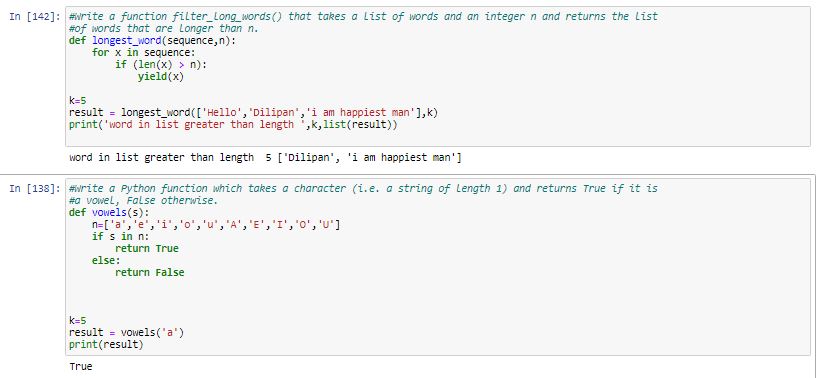 In [142]: #Write a function filter_long_words() that takes a list of words and an integer n and returns the list
#of words that are longer than n.
def longest_word(sequence,n):
    for x in sequence:
        if (len(x) > n):
            yield(x)
k=5
result = longest_word(['Hello','Dilipan','i am happiest man'],k)
print('word in list greater than length ',k,list(result))
word in list greater than length  5 ['Dilipan', 'i am happiest man']
In [138]: #Write a Python function which takes a character (i.e. a string of length 1) and returns True if it is
#a vowel, False otherwise.
def vowels(s):
    n=['a','e','i','o','u','A','E','I','O','U']
    if s in n:
        return True
    else:
        return False
k=5
result = vowels('a')
print(result)
True